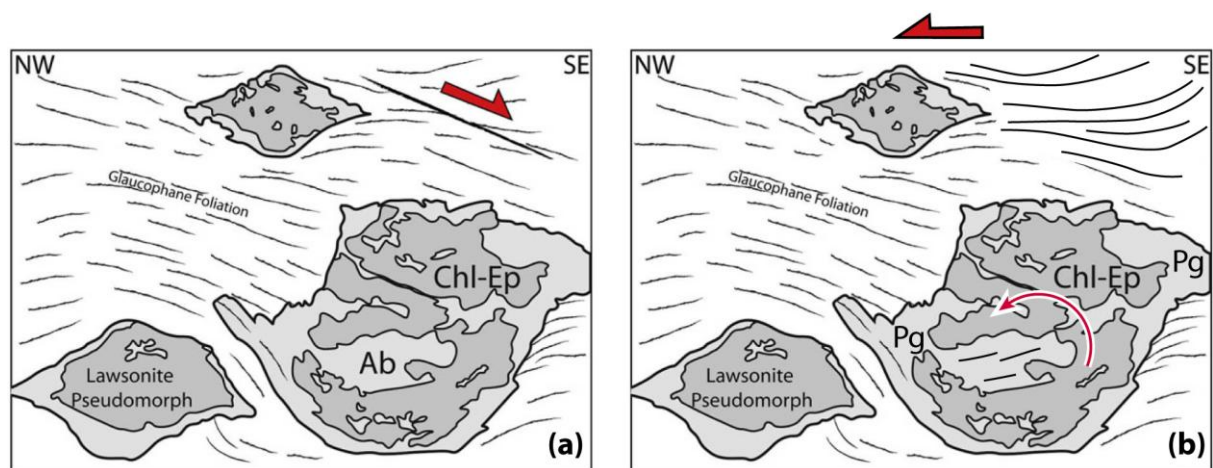 NW
SE
Glaucophane Foliation
Chl-Ep
Ab
Lawsonite
Pseudomorph
(a)
NW
SE
Glaucophane Foliation
Chl-Ep
Pg
Pg
Lawsonite
Pseudomorph
(b)